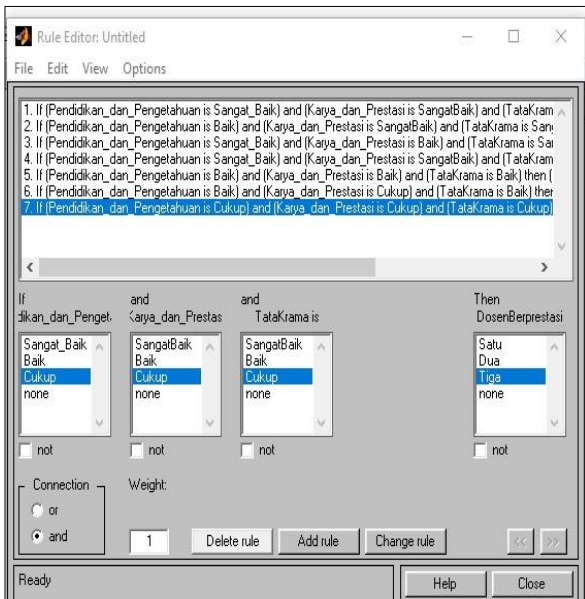 Rule Editor: Untitled
File Edit View Options
1. If (Pendidikan_dan_Pengetahuan is Sangat_Baik) and (Karya_dan_Prestasi is SangatBaik) and (TataKram
2. If (Pendidikan_dan_Pengetahuan is Baik) and (Karya_dan_Prestasi is SangatBaik) and (TataKrama is Sang
3. If (Pendidikan_dan_Pengetahuan is Sangat_Baik) and (Karya_dan_Prestasi is Baik) and (TataKrama is Sar
4. If (Pendidikan_dan_Pengetahuan is Sangat_Baik) and (Karya_dan_Prestasi is SangatBaik) and (TataKram
5. If (Pendidikan_dan_Pengetahuan is Baik) and (Karya_dan_Prestasi is Baik) and (TataKrama is Baik) then (
6. If (Pendidikan_dan_Pengetahuan is Baik) and (Karya_dan_Prestasi is Cukup) and (TataKrama is Baik) ther
7. If (Pendidikan_dan_Pengetahuan is Cukup) and (Karya_dan_Prestasi is Cukup) and (TataKrama is Cukup)
If and and Then
dikan_dan_Penget Karya_dan_Prestas TataKrama is DosenBerprestasi
Sangat_Baik SangatBaik SangatBaik Satu
Baik Baik Baik Dua
Cukup Cukup Cukup Tiga
none none none none
not not not not
Connection Weight:
or
and 1 Delete rule Add rule Change rule << >>
Ready Help Close